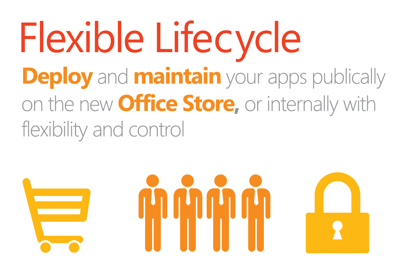 Flexible Lifecycle
Deploy and maintain your apps publically
on the new Office Store, or internally with
flexibility and control